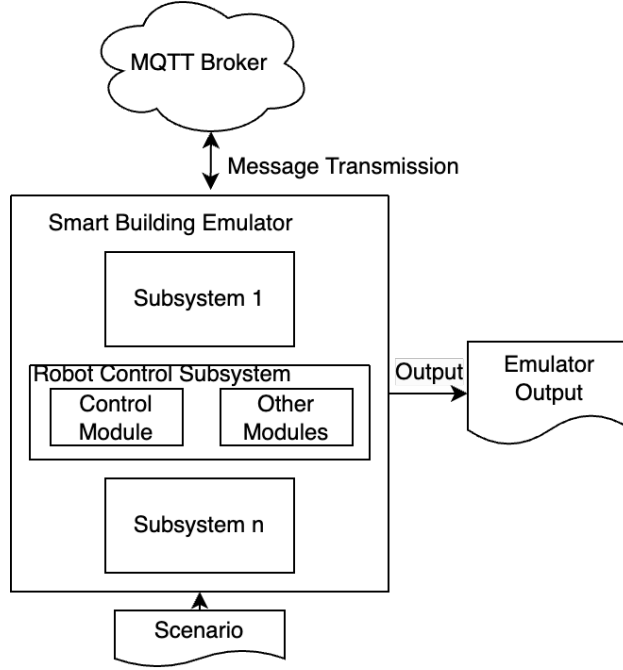 MQTT Broker
Message Transmission
Smart Building Emulator
Subsystem 1
Robot Control Subsystem
Control
Module
Other
Modules
Output
Emulator
Output
Subsystem n
Scenario